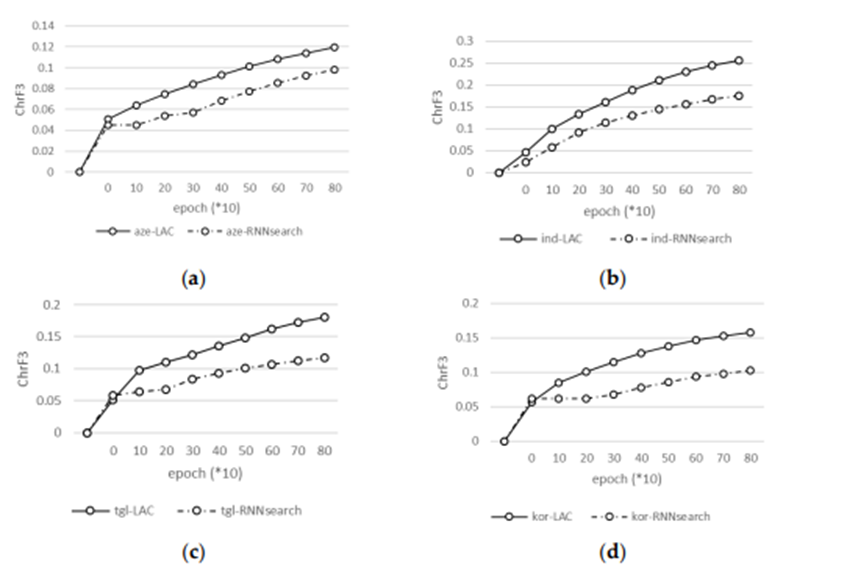 0.14
0.12
0.1
0.08
0.06
0.04
0.02
0
ChrF3
0 10 20 30 40 50 60 70 80
epoch (*10)
aze-LAC aze-RNNsearch
(a)
0.3
0.25
0.2
0.15
0.1
0.05
0
ChrF3
0 10 20 30 40 50 60 70 80
epoch (*10)
ind-LAC ind-RNNsearch
(b)
0.2
0.15
0.1
0.05
0
ChrF3
0 10 20 30 40 50 60 70 80
epoch (*10)
tgl-LAC tgl-RNNsearch
(c)
0.2
0.15
0.1
0.05
0
ChrF3
0 10 20 30 40 50 60 70 80
epoch (*10)
kor-LAC kor-RNNsearch
(d)